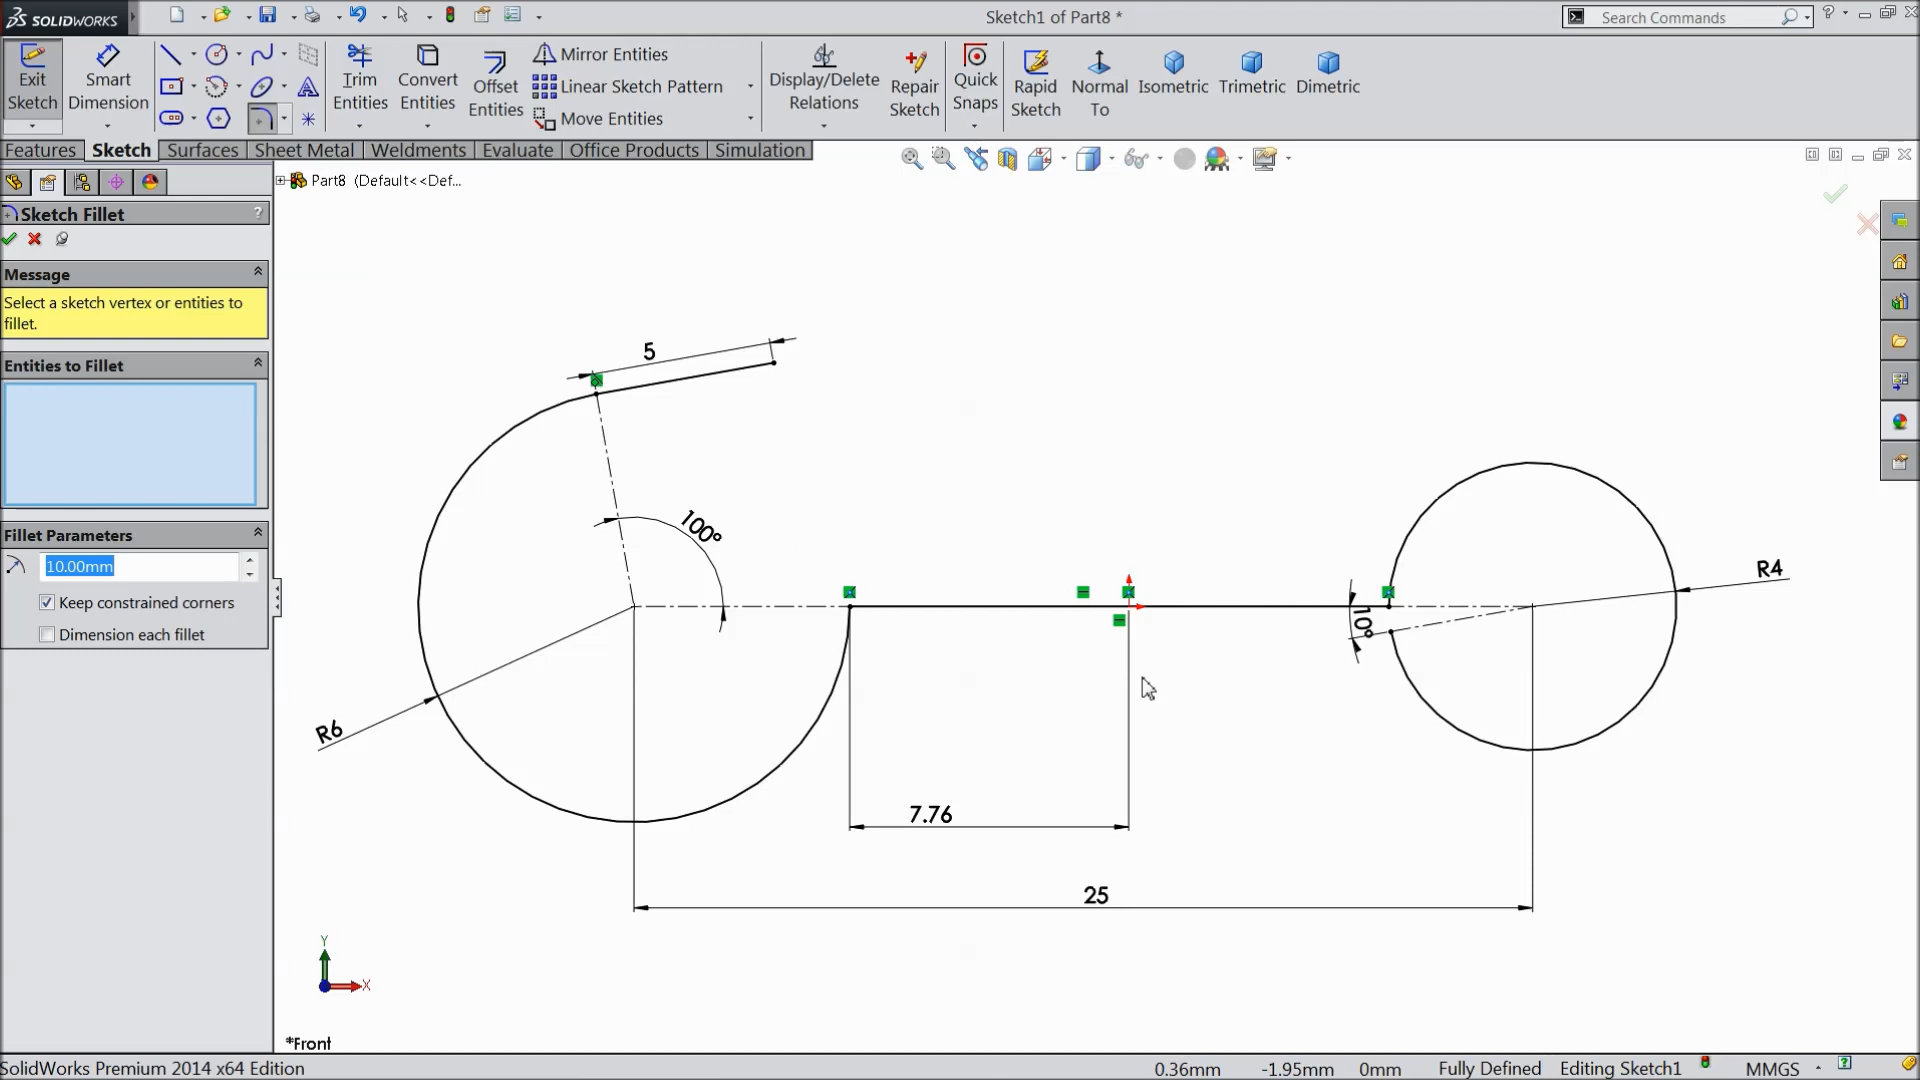 SOLIDWORKS
Sketch1 of Part8 *
Search Commands
Exit Sketch
Smart Dimension
Trim Entities
Convert Entities
Offset Entities
Mirror Entities
Linear Sketch Pattern
Move Entities
Display/Delete Relations
Repair Sketch
Quick Snaps
Rapid Sketch
Normal To
Isometric
Trimetric
Dimetric
Features
Sketch
Surfaces
Sheet Metal
Weldments
Evaluate
Office Products
Simulation
Part8 (Default<<Def...
Sketch Fillet
?
Message
Select a sketch vertex or entities to
fillet.
Entities to Fillet
Fillet Parameters
10.00mm
Keep constrained corners
Dimension each fillet
5
100°
R6
7.76
25
10°
R4
Y
X
*Front
SolidWorks Premium 2014 x64 Edition
0.36mm
-1.95mm
0mm
Fully Defined
Editing Sketch1
MMGS